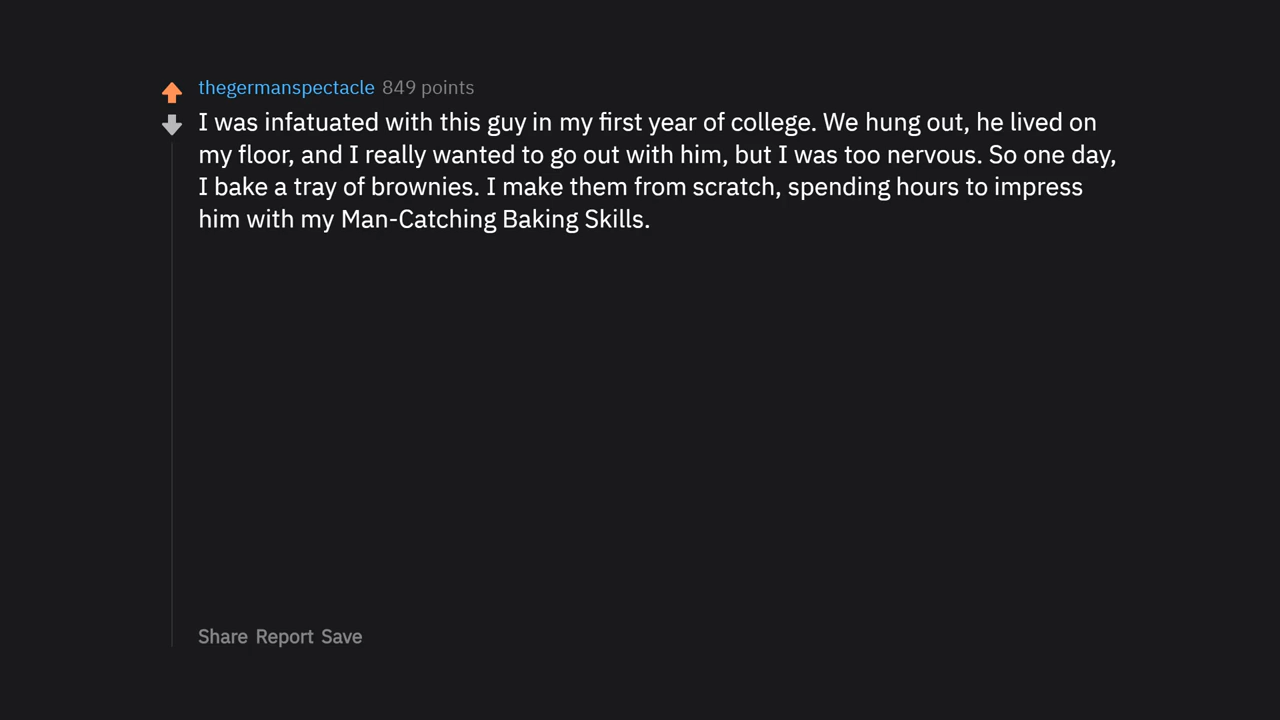 thegermanspectacle 849 points
I was infatuated with this guy in my first year of college. We hung out, he lived on
my floor, and I really wanted to go out with him, but I was too nervous. So one day,
I bake a tray of brownies. I make them from scratch, spending hours to impress
him with my Man-Catching Baking Skills.
Share Report Save